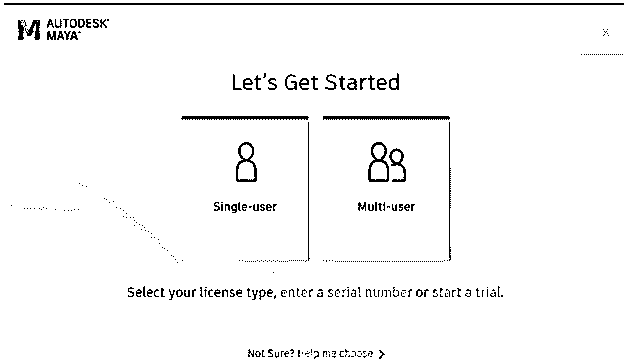 AUTODESK®
MAYA®
X
Let's Get Started
Single-user
Multi-user
Select your license type, enter a serial number or start a trial.
Not Sure? Help me choose >